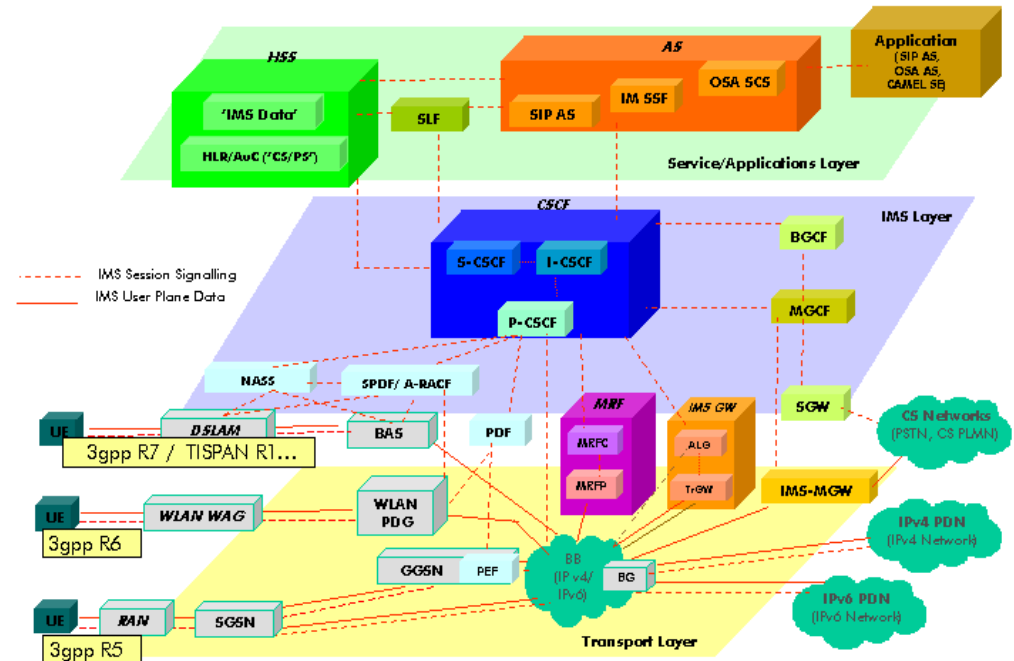 HSS
AS
Application
(SIP AS,
OSA AS,
CAMEL SE)
OSA SCS
IM SSF
'IMS Data'
SLF
SIP AS
HLR/AuC ('CS/PS')
Service/Applications Layer
CSCF
IMS Layer
BGCF
S-CSCF
I-CSCF
IMS Session Signalling
IMS User Plane Data
MGCF
P-CSCF
NASS
SPDF/ A-RACF
MRF
IMS GW
SGW
CS Networks
(PSTN, CS PLMN)
UE
DSLAM
BAS
PDF
MRFC
ALG
3gpp R7 / TISPAN R1...
MRFP
TrGW
IMS-MGW
WLAN
PDG
UE
WLAN WAG
3gpp R6
IPv4 PDN
(IPv4 Network)
GGSN
PEF
BB
(IP v4/
IPv6)
BG
IPv6 PDN
(IPv6 Network)
UE
RAN
SGSN
3gpp R5
Transport Layer